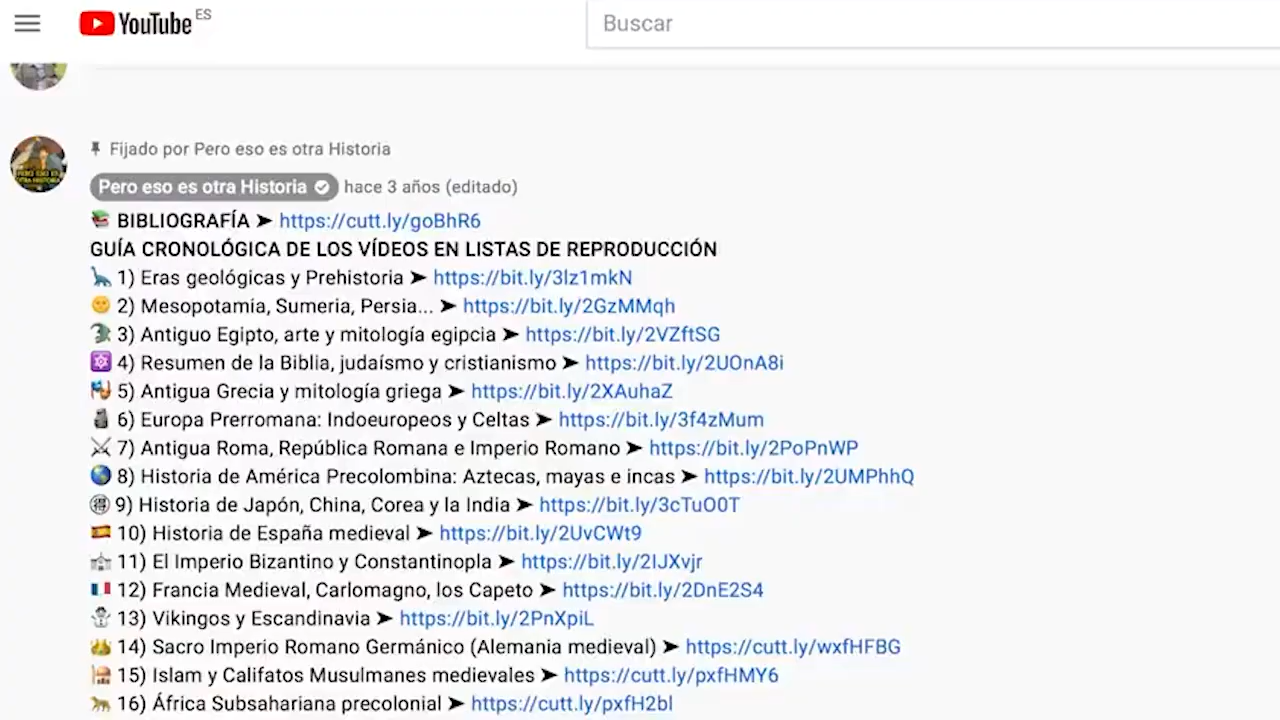 YouTube ES
Buscar
Fijado por Pero eso es otra Historia
Pero eso es otra Historia hace 3 años (editado)
📚 BIBLIOGRAFÍA ➤ https://cutt.ly/goBhR6
GUÍA CRONOLÓGICA DE LOS VÍDEOS EN LISTAS DE REPRODUCCIÓN
🦕 1) Eras geológicas y Prehistoria ➤ https://bit.ly/3lz1mkN
🌞 2) Mesopotamia, Sumeria, Persia... ➤ https://bit.ly/2GzMMqh
🐊 3) Antiguo Egipto, arte y mitología egipcia ➤ https://bit.ly/2VZftSG
🔯 4) Resumen de la Biblia, judaísmo y cristianismo ➤ https://bit.ly/2UOnA8i
5) Antigua Grecia y mitología griega ➤ https://bit.ly/2XAuhaZ
🗿 6) Europa Prerromana: Indoeuropeos y Celtas ➤ https://bit.ly/3f4zMum
⚔ 7) Antigua Roma, República Romana e Imperio Romano ➤ https://bit.ly/2PoPnWP
🌎 8) Historia de América Precolombina: Aztecas, mayas e incas ➤ https://bit.ly/2UMPhhQ
🉐 9) Historia de Japón, China, Corea y la India ➤ https://bit.ly/3cTuO0T
🇪🇸 10) Historia de España medieval ➤ https://bit.ly/2UvCWt9
11) El Imperio Bizantino y Constantinopla ➤ https://bit.ly/2IJXvjr
🇫🇷 12) Francia Medieval, Carlomagno, los Capeto ➤ https://bit.ly/2DnE2S4
13) Vikingos y Escandinavia ➤ https://bit.ly/2PnXpiL
👑 14) Sacro Imperio Romano Germánico (Alemania medieval) ➤ https://cutt.ly/wxfHFBG
🕌 15) Islam y Califatos Musulmanes medievales ➤ https://cutt.ly/pxfHMY6
🐆 16) África Subsahariana precolonial ➤ https://cutt.ly/pxfH2bl